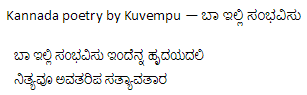 Kannada poetry by Kuvempu — ಬಾ ಇಲ್ಲಿ ಸಂಭವಿಸು
ಬಾ ಇಲ್ಲಿ ಸಂಭವಿಸು ಇಂದೆನ್ನ ಹೃದಯದಲಿ
ನಿತ್ಯವೂ ಅವತರಿಪ ಸತ್ಯಾವತಾರ